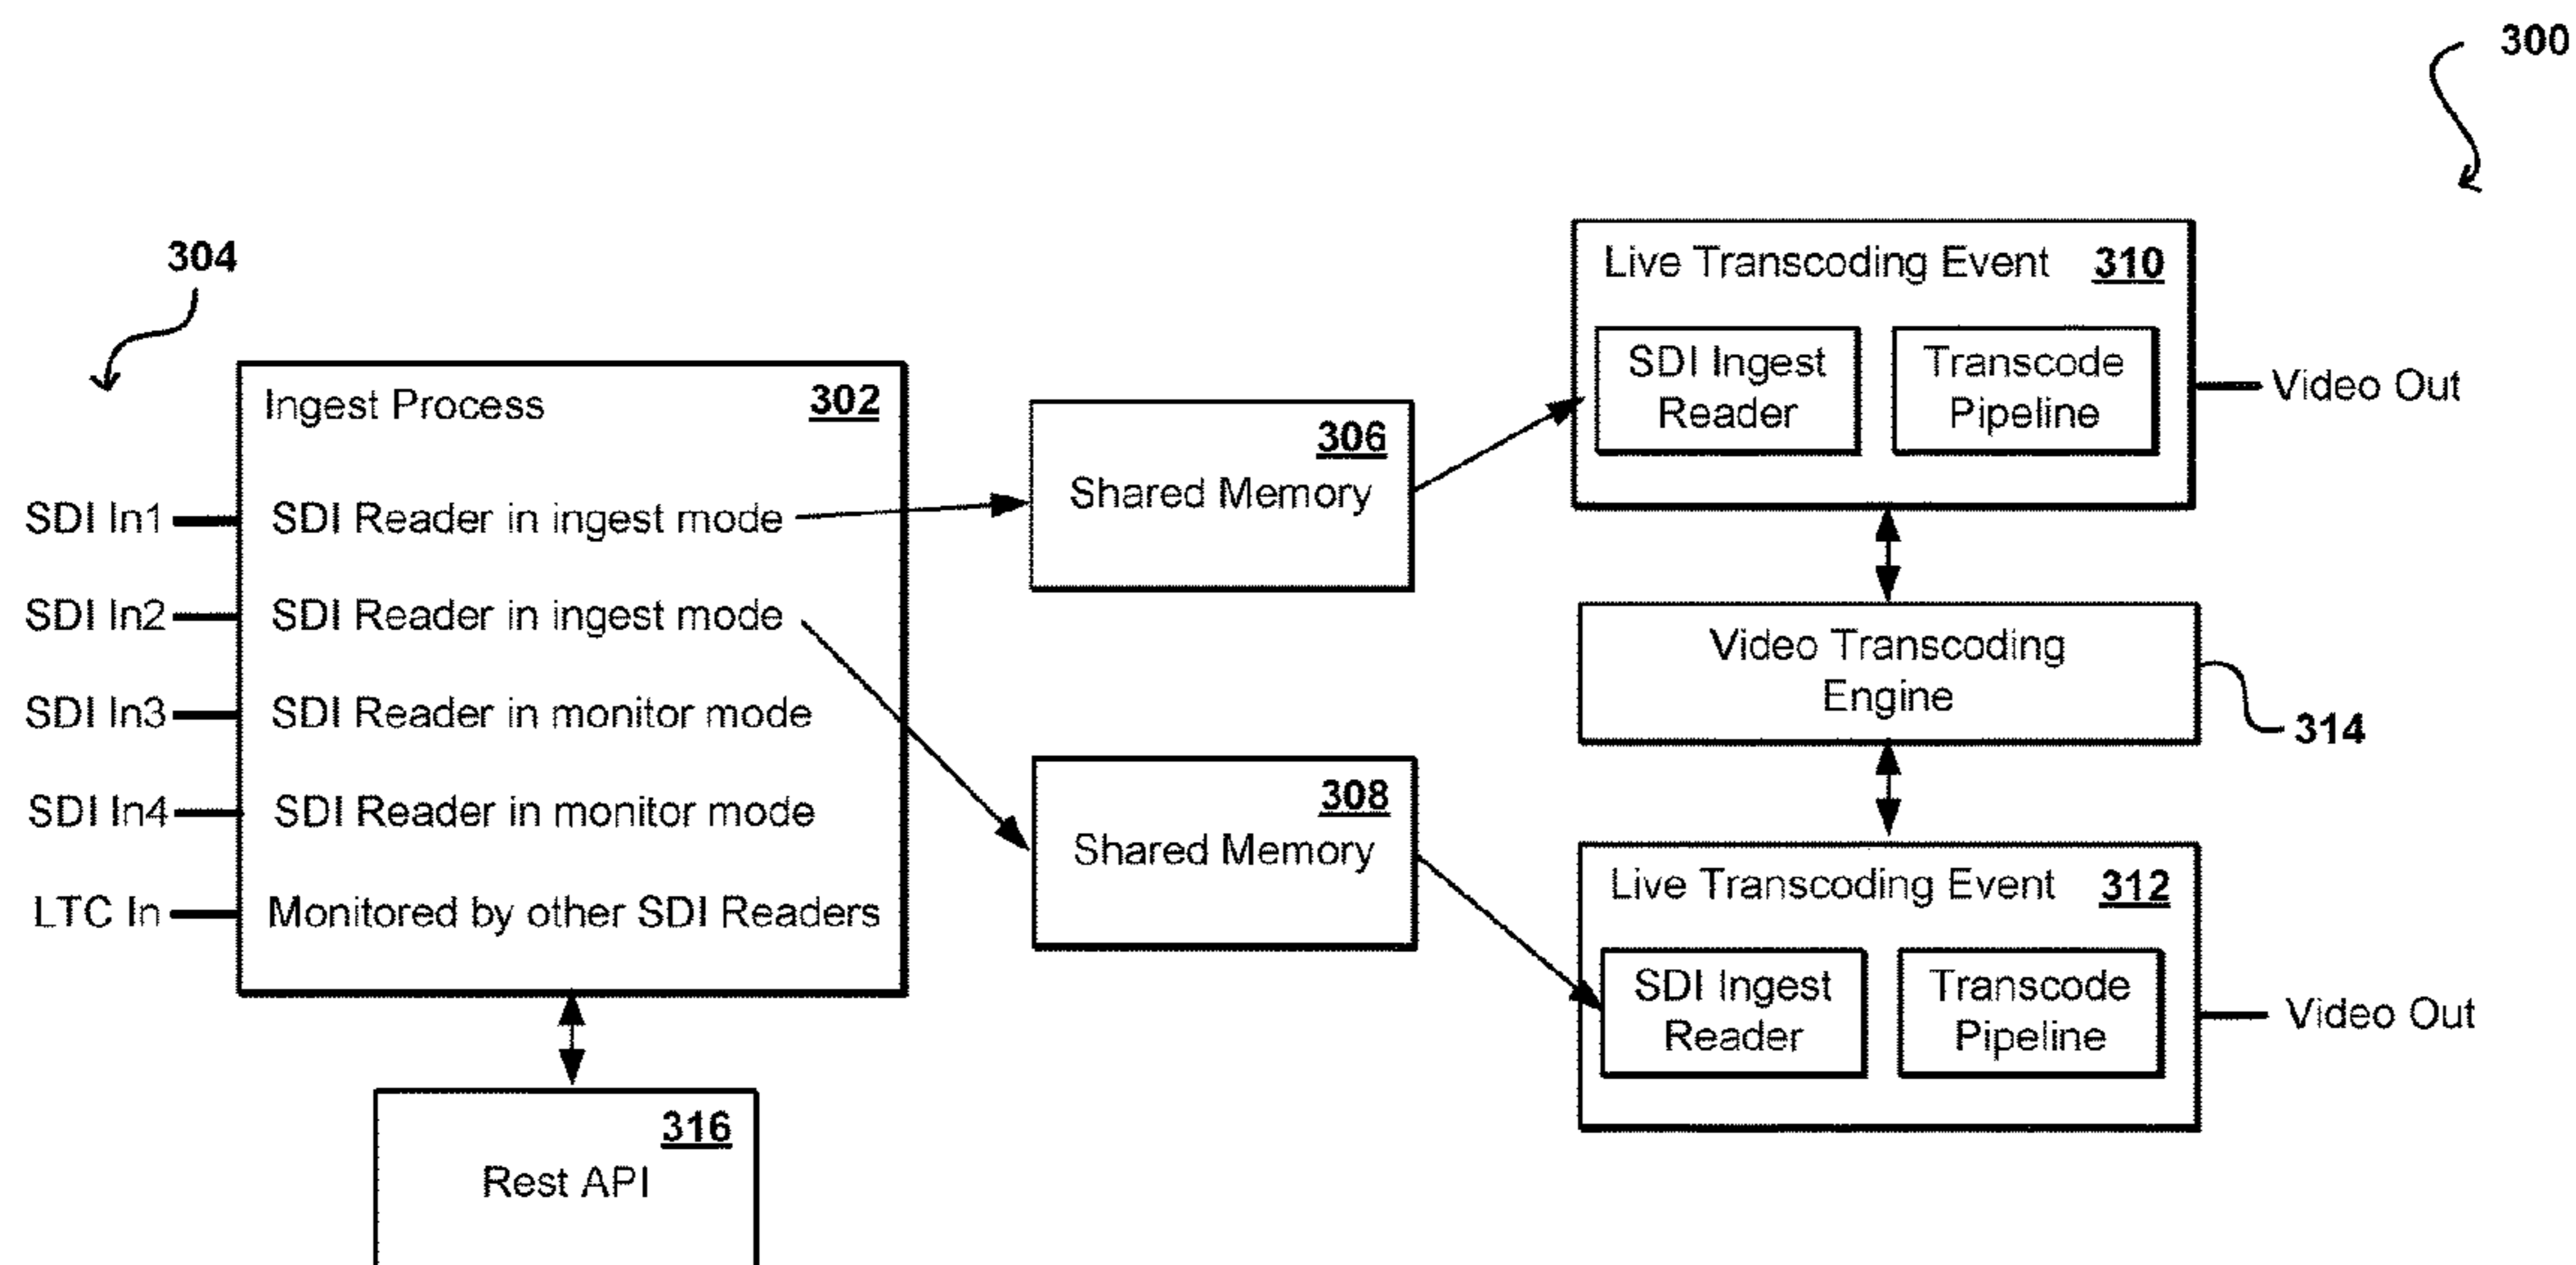 300
304
Ingest Process 302
SDI In1 SDI Reader in ingest mode
SDI In2 SDI Reader in ingest mode
SDI In3 SDI Reader in monitor mode
SDI In4 SDI Reader in monitor mode
LTC In Monitored by other SDI Readers
316
Rest API
306
Shared Memory
308
Shared Memory
Live Transcoding Event 310
SDI Ingest
Reader
Transcode
Pipeline
Video Out
Video Transcoding
Engine
314
Live Transcoding Event 312
SDI Ingest
Reader
Transcode
Pipeline
Video Out